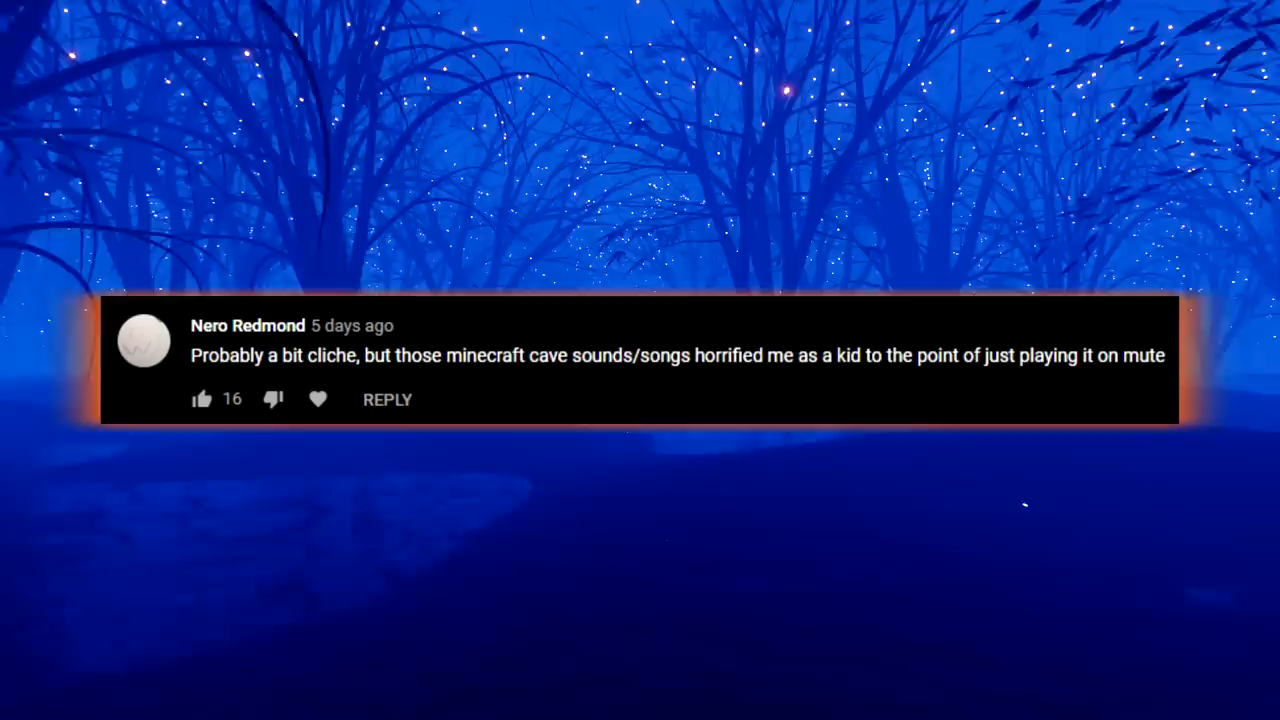 Nero Redmond 5 days ago
Probably a bit cliche, but those minecraft cave sounds/songs horrified me as a kid to the point of just playing it on mute
16 REPLY